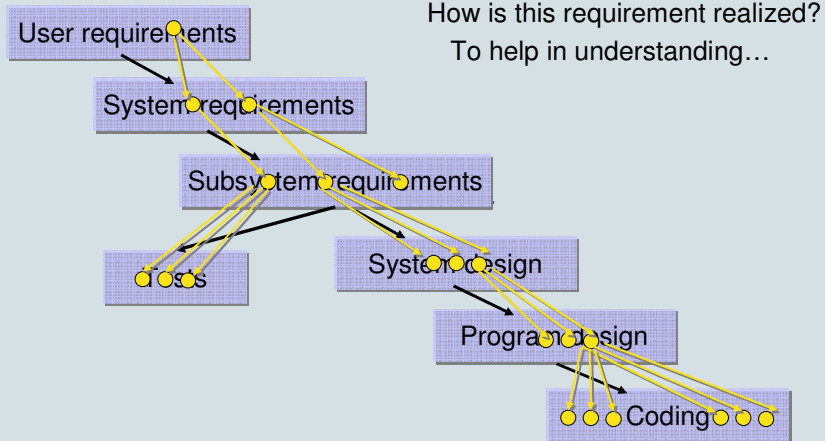 How is this requirement realized?
To help in understanding…
User requirements
System requirements
Subsystem requirements
Tests
System design
Program design
Coding